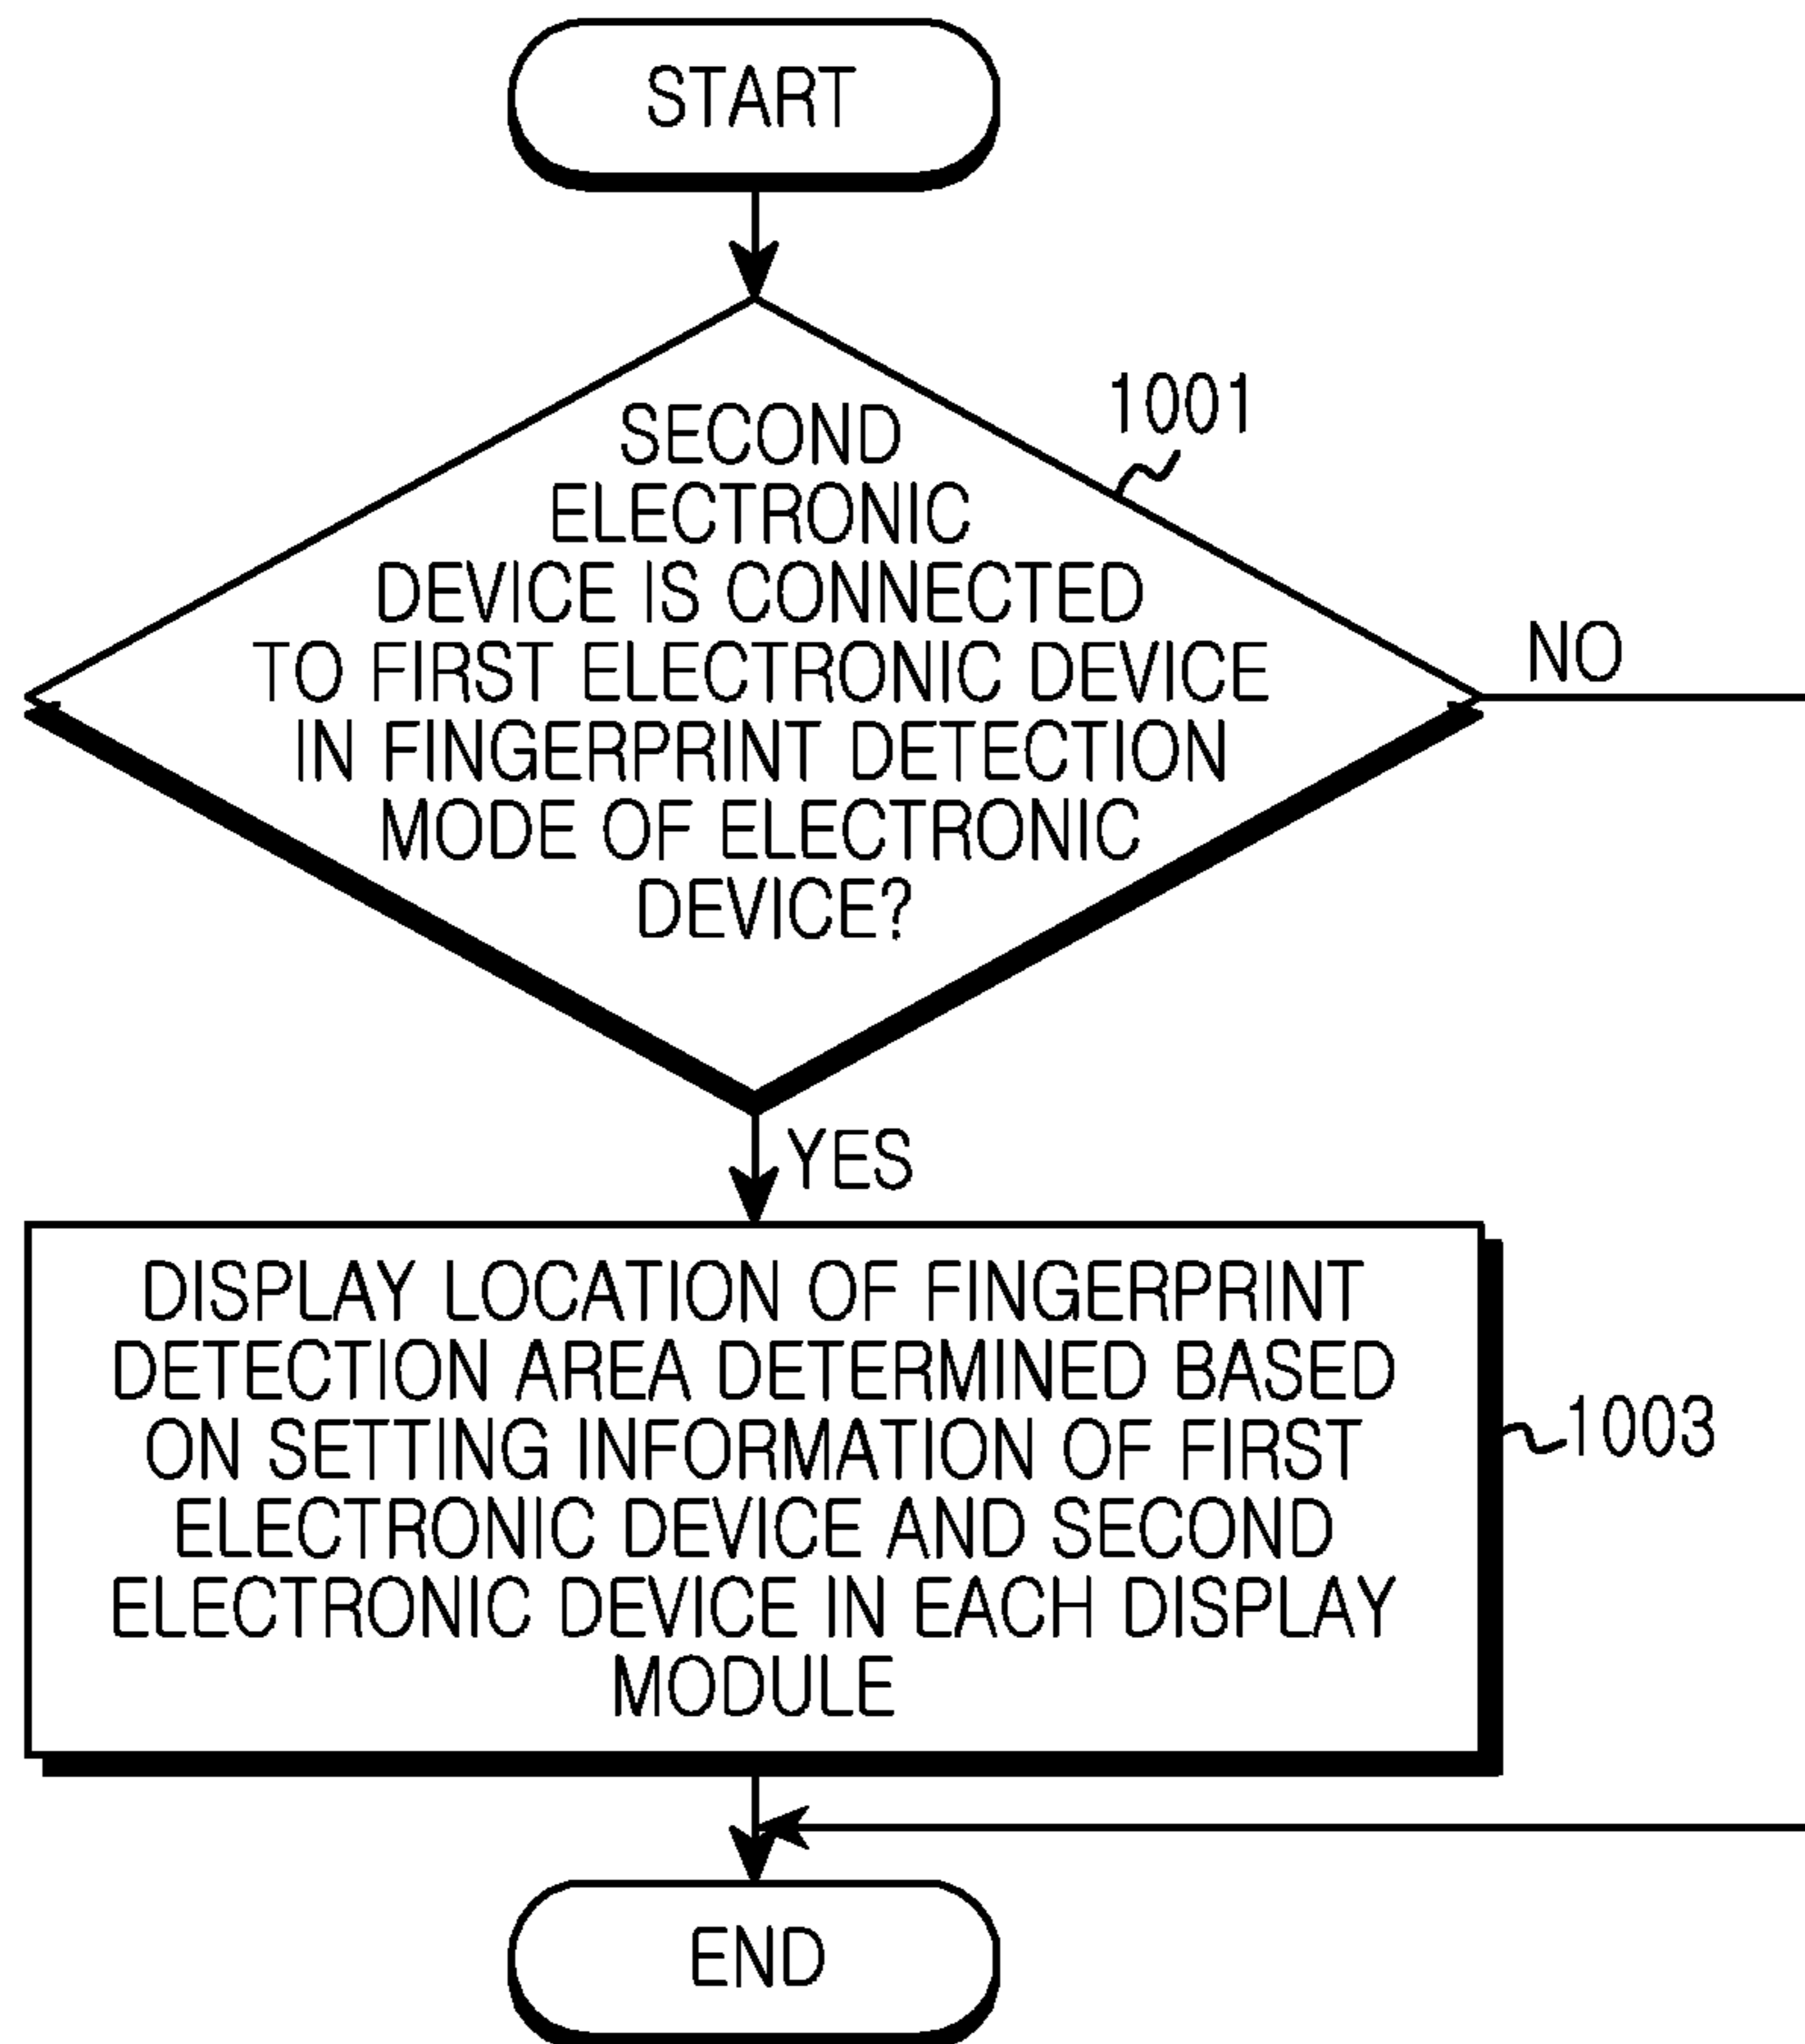 START
1001
SECOND
ELECTRONIC
DEVICE IS CONNECTED
TO FIRST ELECTRONIC DEVICE
IN FINGERPRINT DETECTION
MODE OF ELECTRONIC
DEVICE?
NO
YES
DISPLAY LOCATION OF FINGERPRINT
DETECTION AREA DETERMINED BASED
ON SETTING INFORMATION OF FIRST
ELECTRONIC DEVICE AND SECOND
ELECTRONIC DEVICE IN EACH DISPLAY
MODULE
1003
END